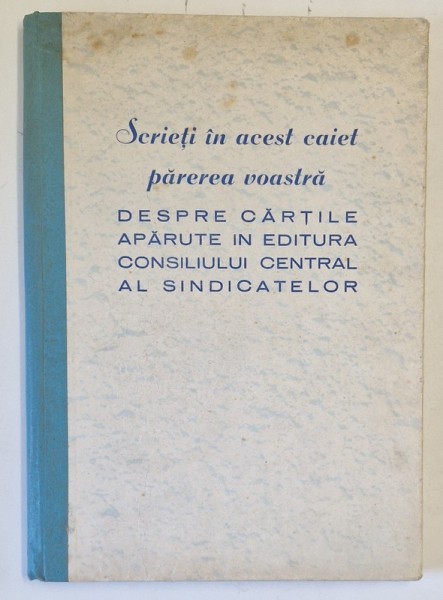 Scrieți în acest caiet
părerea voastră
DESPRE CĂRȚILE
APĂRUTE IN EDITURA
CONSILIULUI CENTRAL
AL SINDICATELOR